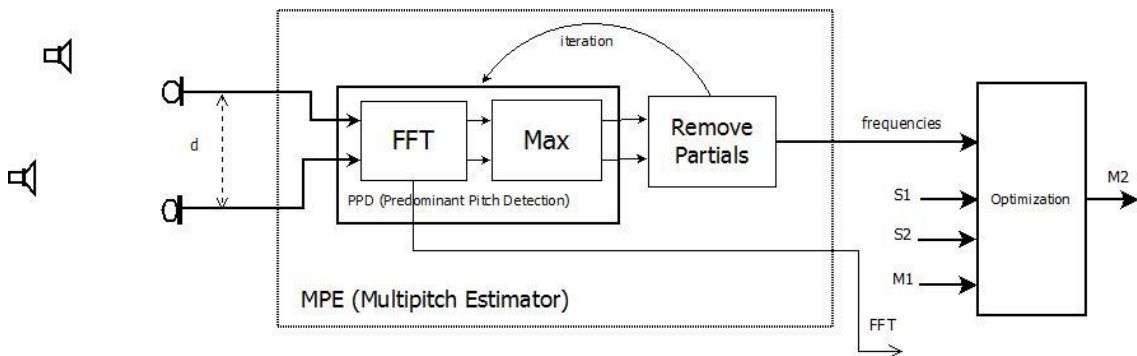 iteration
d
FFT
Max
Remove
Partials
PPD (Predominant Pitch Detection)
MPE (Multipitch Estimator)
frequencies
S1
S2
M1
Optimization
M2
FFT